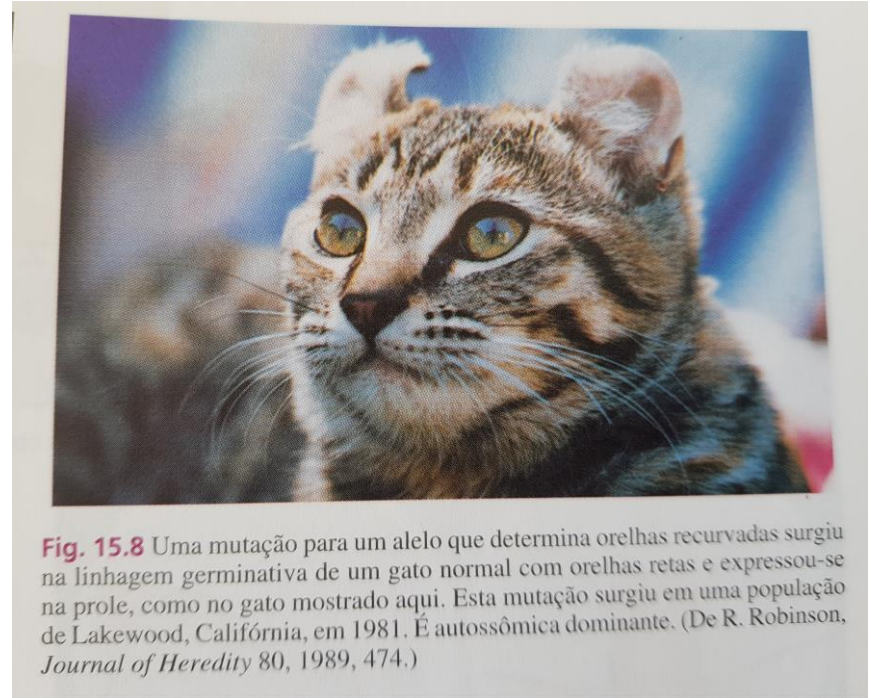 Fig. 15.8 Uma mutação para um alelo que determina orelhas recurvadas surgiu
na linhagem germinativa de um gato normal com orelhas retas e expressou-se
na prole, como no gato mostrado aqui. Esta mutação surgiu em uma população
de Lakewood, Califórnia, em 1981. É autossômica dominante. (De R. Robinson,
Journal of Heredity 80, 1989, 474.)